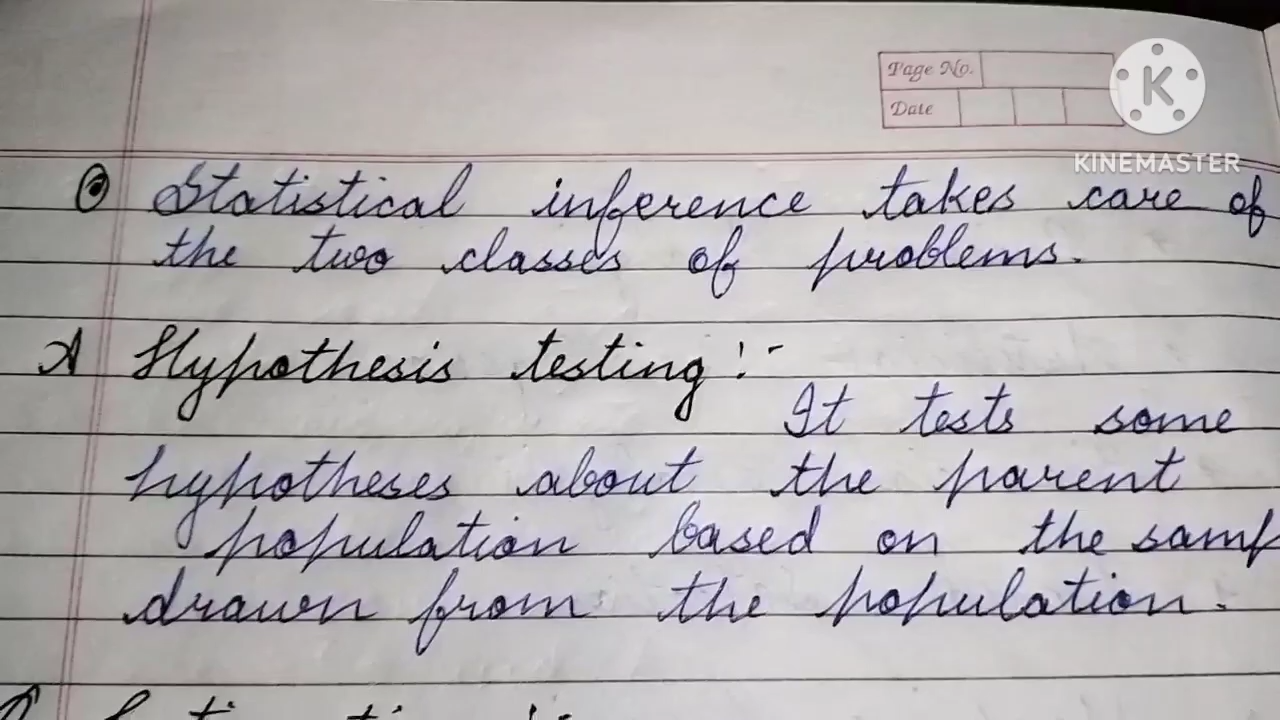 Page No.
Date
K
KINEMASTER
Statistical inference takes care of
the two classes of problems.
A Hypothesis testing :-
It tests some
hypotheses about the parent
population based on the samp
drawn from the population.